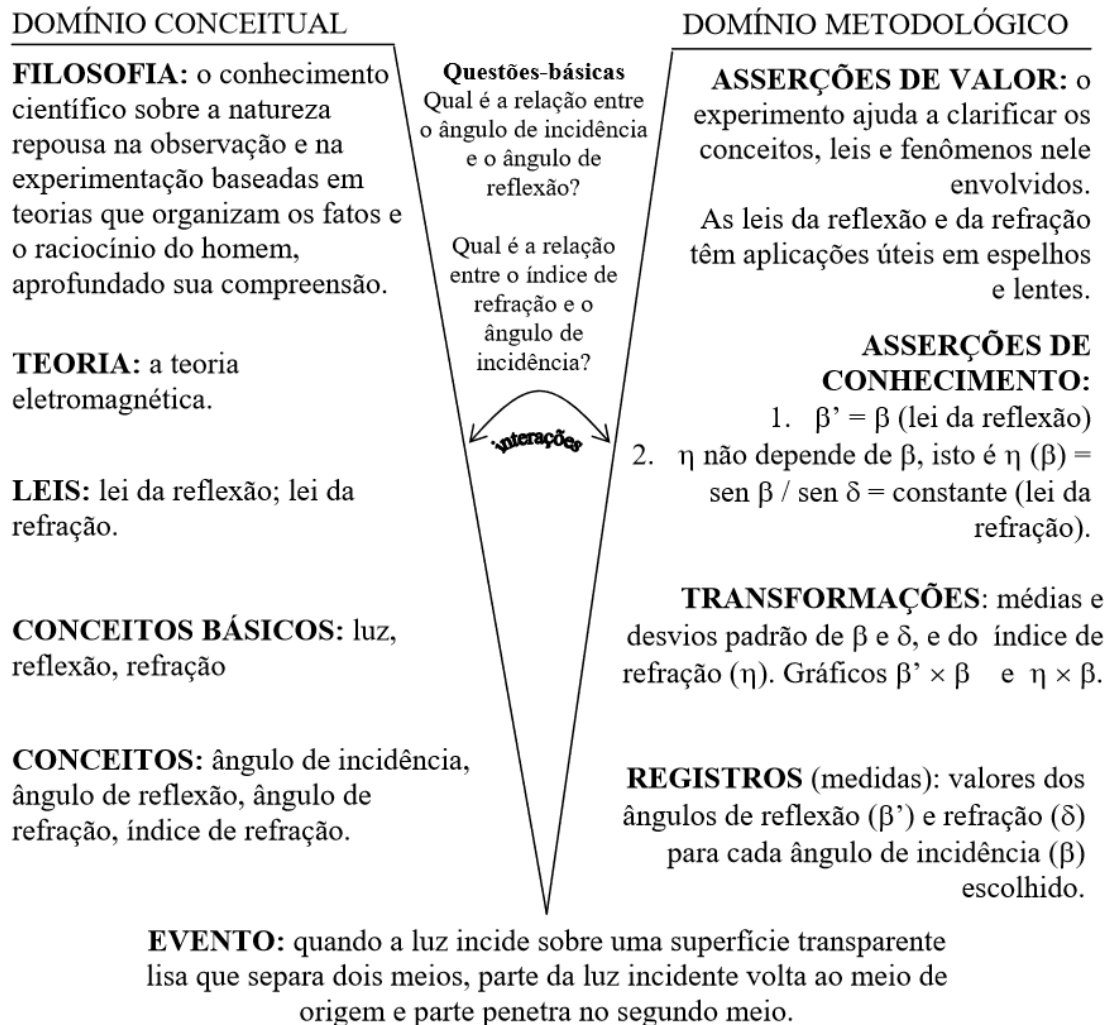 DOMÍNIO CONCEITUAL
FILOSOFIA: o conhecimento
científico sobre a natureza
repousa na observação e na
experimentação baseadas em
teorias que organizam os fatos e
o raciocínio do homem,
aprofundado sua compreensão.
TEORIA: a teoria
eletromagnética.
LEIS: lei da reflexão; lei da
refração.
CONCEITOS BÁSICOS: luz,
reflexão, refração
CONCEITOS: ângulo de incidência,
ângulo de reflexão, ângulo de
refração, índice de refração.
Questões-básicas
Qual é a relação entre
o ângulo de incidência
e o ângulo de
reflexão?
Qual é a relação
entre o índice de
refração e o
ângulo de
incidência?
interações
DOMÍNIO METODOLÓGICO
ASSERÇÕES DE VALOR: o
experimento ajuda a clarificar os
conceitos, leis e fenômenos nele
envolvidos.
As leis da reflexão e da refração
têm aplicações úteis em espelhos
e lentes.
ASSERÇÕES DE
CONHECIMENTO:
1. β’ = β (lei da reflexão)
2. η não depende de β, isto é η (β) =
sen β / sen δ = constante (lei da
refração).
TRANSFORMAÇÕES: médias e
desvios padrão de β e δ, e do índice de
refração (η). Gráficos β’ × β e η × β.
REGISTROS (medidas): valores dos
ângulos de reflexão (β’) e refração (δ)
para cada ângulo de incidência (β)
escolhido.
EVENTO: quando a luz incide sobre uma superfície transparente
lisa que separa dois meios, parte da luz incidente volta ao meio de
origem e parte penetra no segundo meio.